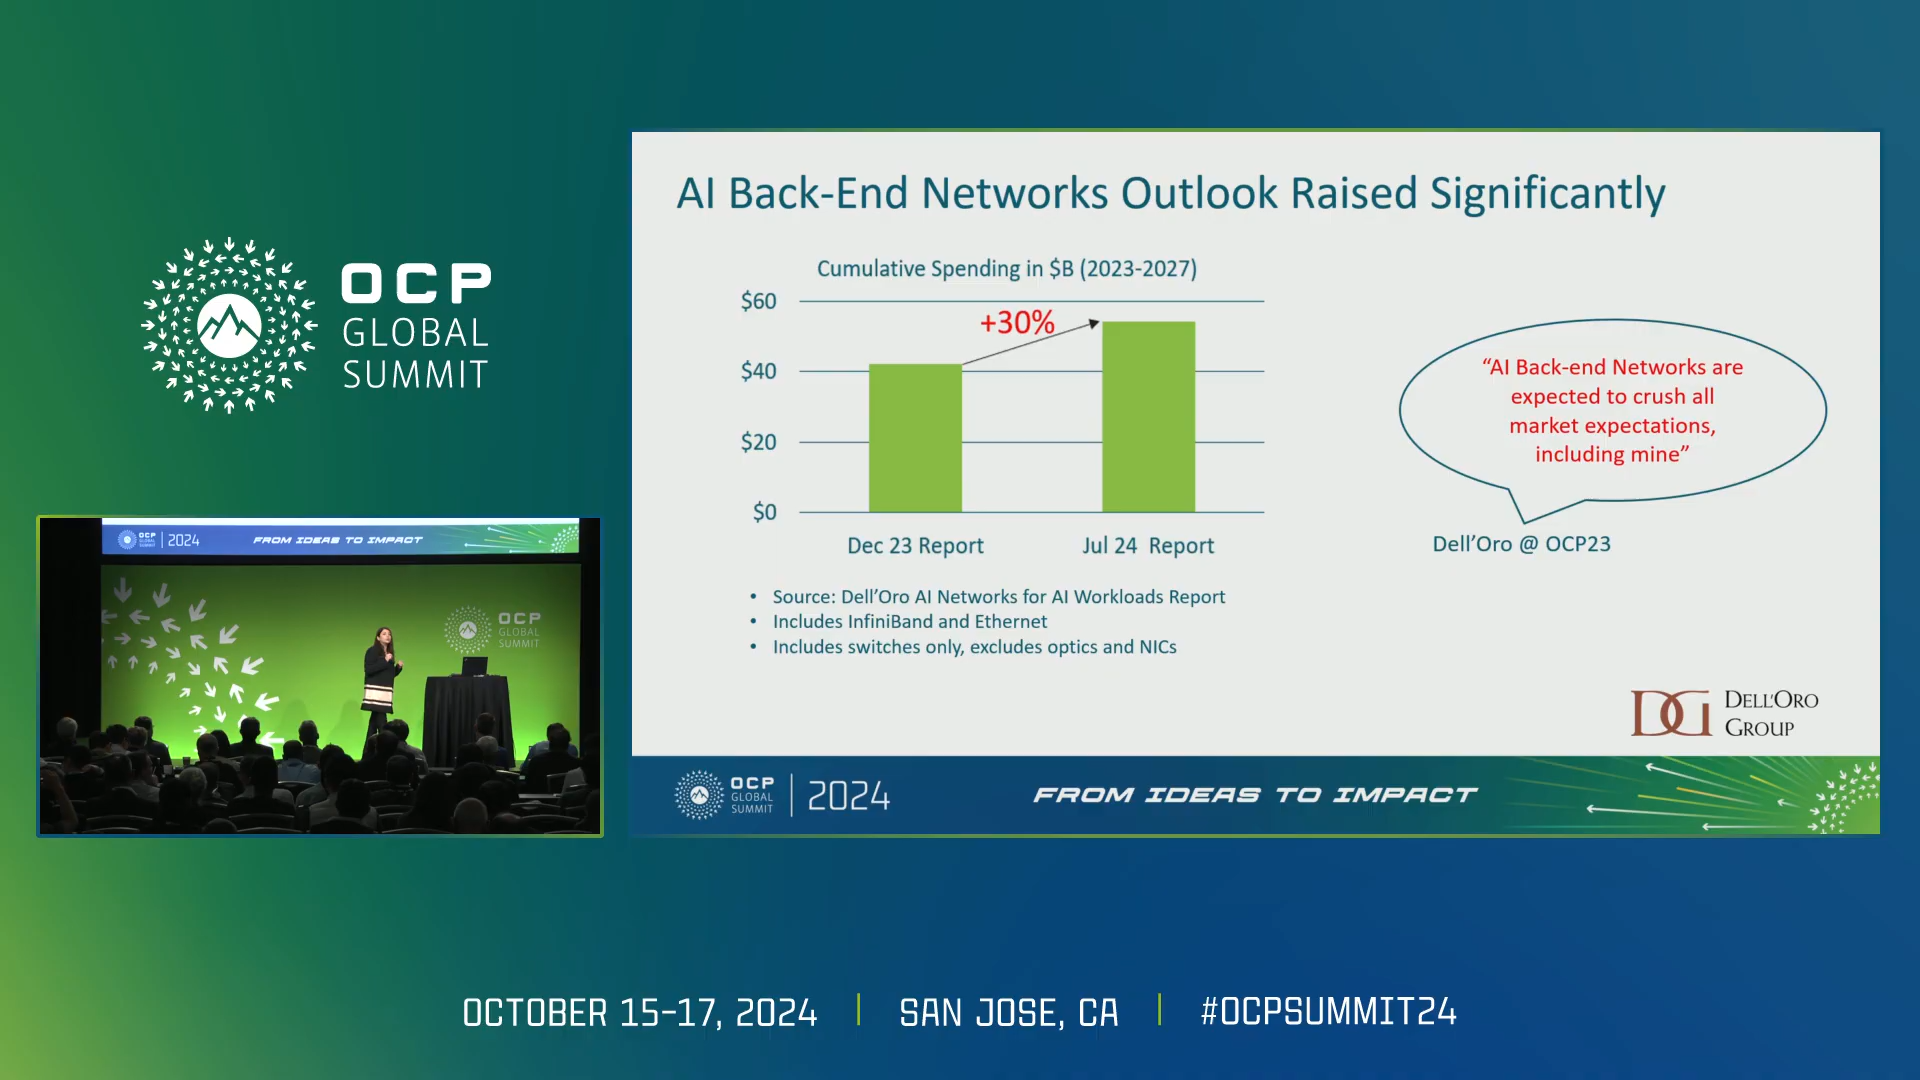 OCP
GLOBAL
SUMMIT
OCP
GLOBAL
SUMMIT
2024
FROM IDEAS TO IMPACT
OCP
GLOBAL
SUMMIT
AI Back-End Networks Outlook Raised Significantly
Cumulative Spending in $B (2023-2027)
$60
+30%
$40
$20
$0
Dec 23 Report
Jul 24 Report
• Source: Dell’Oro AI Networks for AI Workloads Report
• Includes InfiniBand and Ethernet
• Includes switches only, excludes optics and NICs
“AI Back-end Networks are
expected to crush all
market expectations,
including mine”
Dell’Oro @ OCP23
DG
DELL'ORO
GROUP
OCP
GLOBAL
SUMMIT
2024
FROM IDEAS TO IMPACT
OCTOBER 15-17, 2024 | SAN JOSE, CA | #OCPSUMMIT24